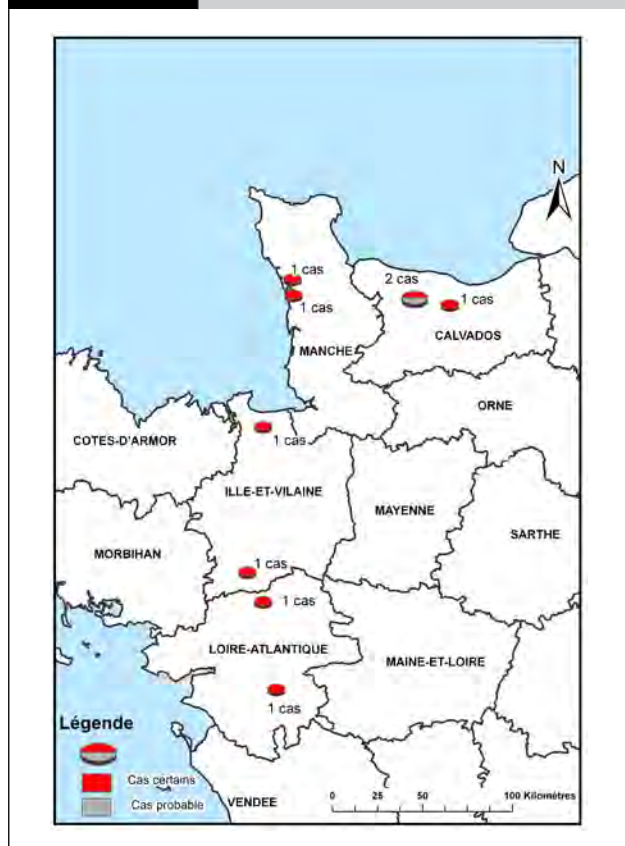 N
1 cas
2 cas
1 cas
1 cas
MANCHE
CALVADOS
ORNE
COTES-D'ARMOR
1 cas
ILLE-ET-VILAINE
MAYENNE
SARTHE
MORBIHAN
1 cas
1 cas
LOIRE-ATLANTIQUE
MAINE-ET-LOIRE
1 cas
Légende
Cas certains
Cas probable
VENDEE
0 25 50 100 Kilomètres